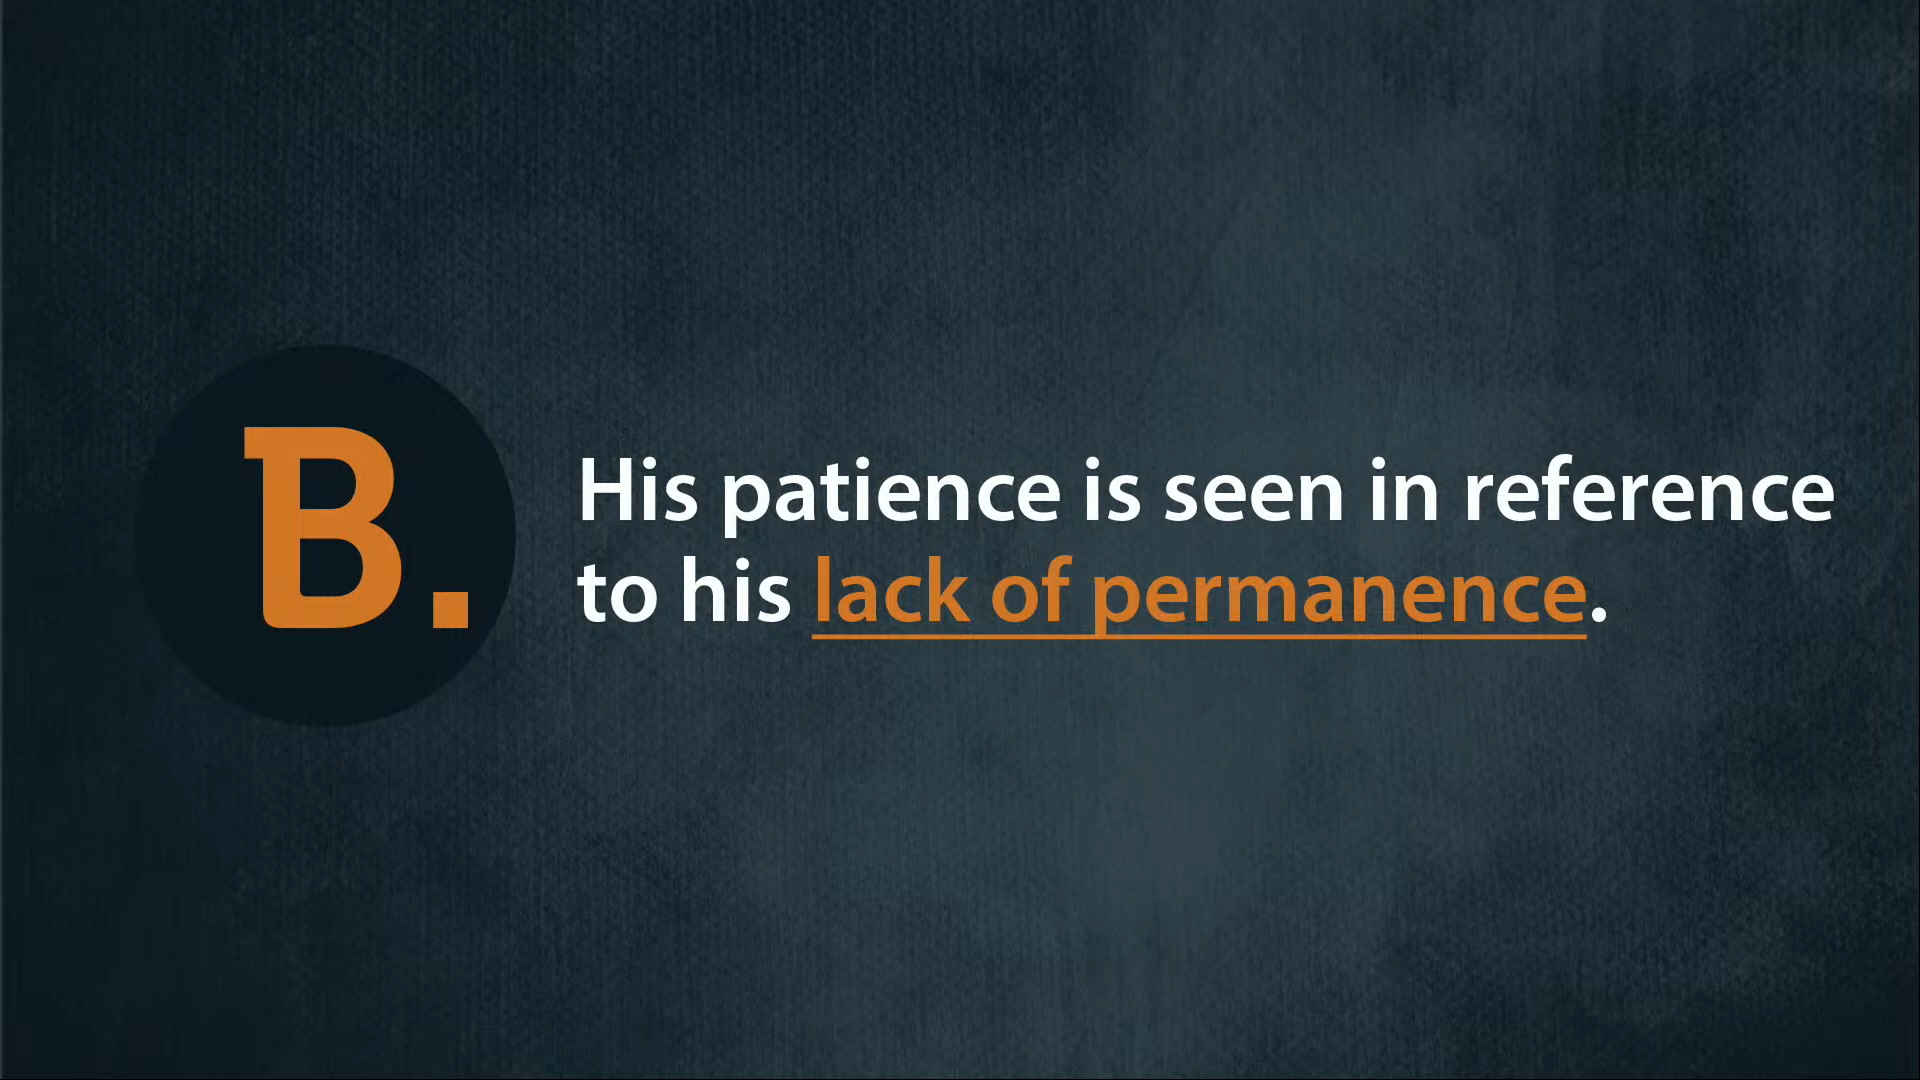 B.
His patience is seen in reference
to his lack of permanence.